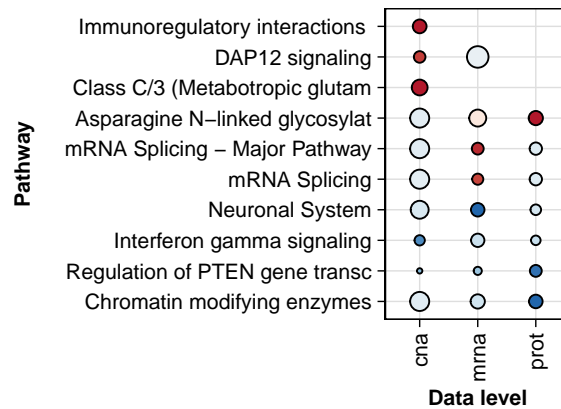 Immunoregulatory interactions
DAP12 signaling
Class C/3 (Metabotropic glutam
Asparagine N−linked glycosylat
mRNA Splicing − Major Pathway
mRNA Splicing
Neuronal System
Interferon gamma signaling
Regulation of PTEN gene transc
Chromatin modifying enzymes
Pathway
cna
mrna
prot
Data level